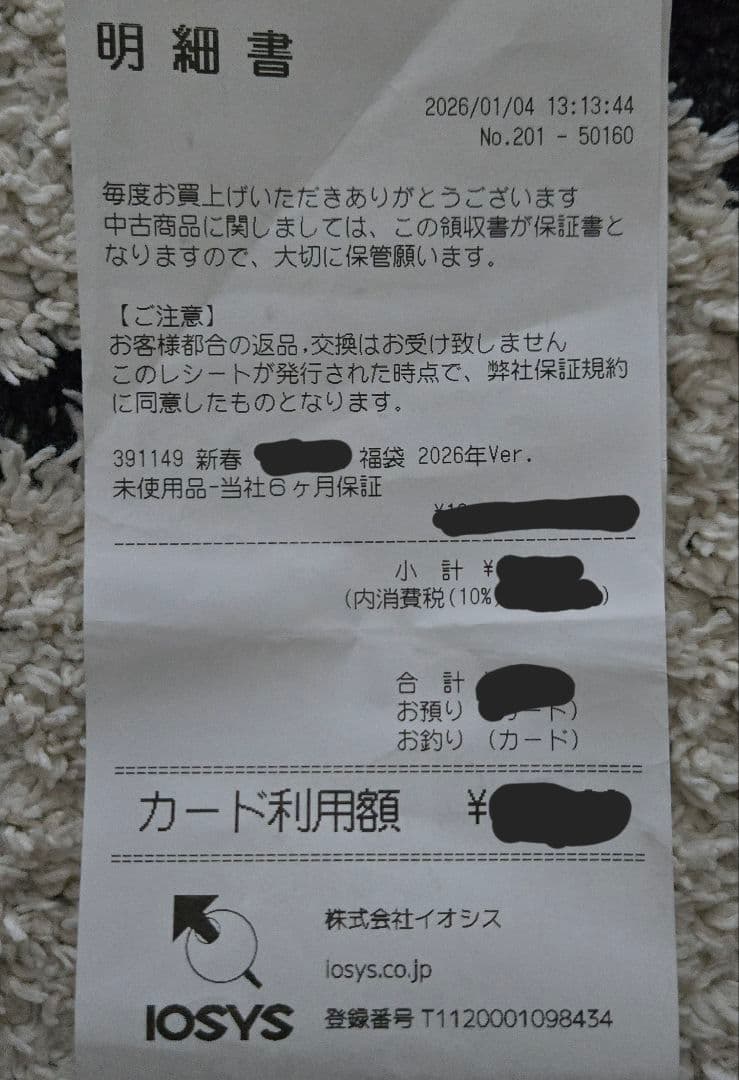 明細書
2026/01/04 13:13:44
No.201 - 50160
毎度お買上げいただきありがとうございます
中古商品に関しましては、この領収書が保証書と
なりますので、大切に保管願います。
【ご注意】
お客様都合の返品,交換はお受け致しません
このレシートが発行された時点で、弊社保証規約
に同意したものとなります。
391149 新春 福袋 2026年Ver.
未使用品-当社6ヶ月保証
小 計 ¥
(内消費税(10% )
合 計
お預り カード)
お釣り (カード)
カード利用額 ¥
株式会社イオシス
iosys.co.jp
IOSYS 登録番号 T1120001098434